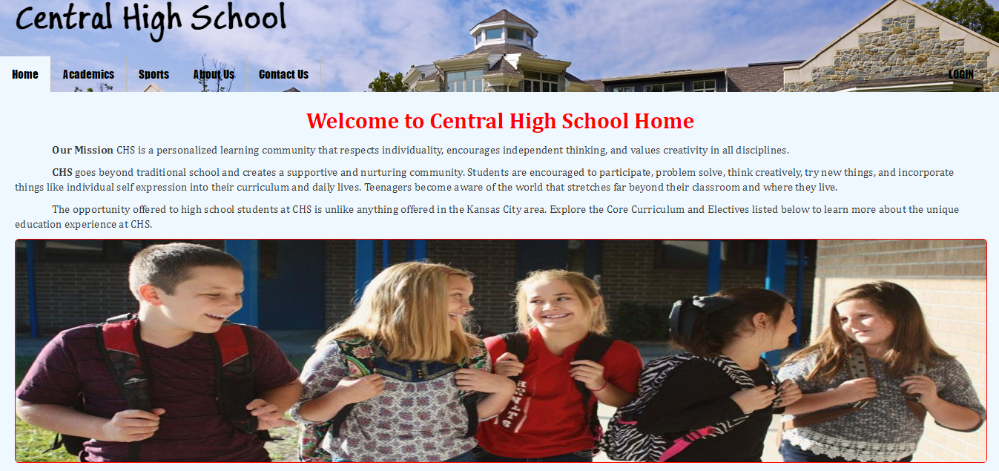 Central High School
Home Academics Sports About Us Contact Us LOGIN
Welcome to Central High School Home
Our Mission CHS is a personalized learning community that respects individuality, encourages independent thinking, and values creativity in all disciplines.
CHS goes beyond traditional school and creates a supportive and nurturing community. Students are encouraged to participate, problem solve, think creatively, try new things, and incorporate
things like individual self expression into their curriculum and daily lives. Teenagers become aware of the world that stretches far beyond their classroom and where they live.
The opportunity offered to high school students at CHS is unlike anything offered in the Kansas City area. Explore the Core Curriculum and Electives listed below to learn more about the unique
education experience at CHS.